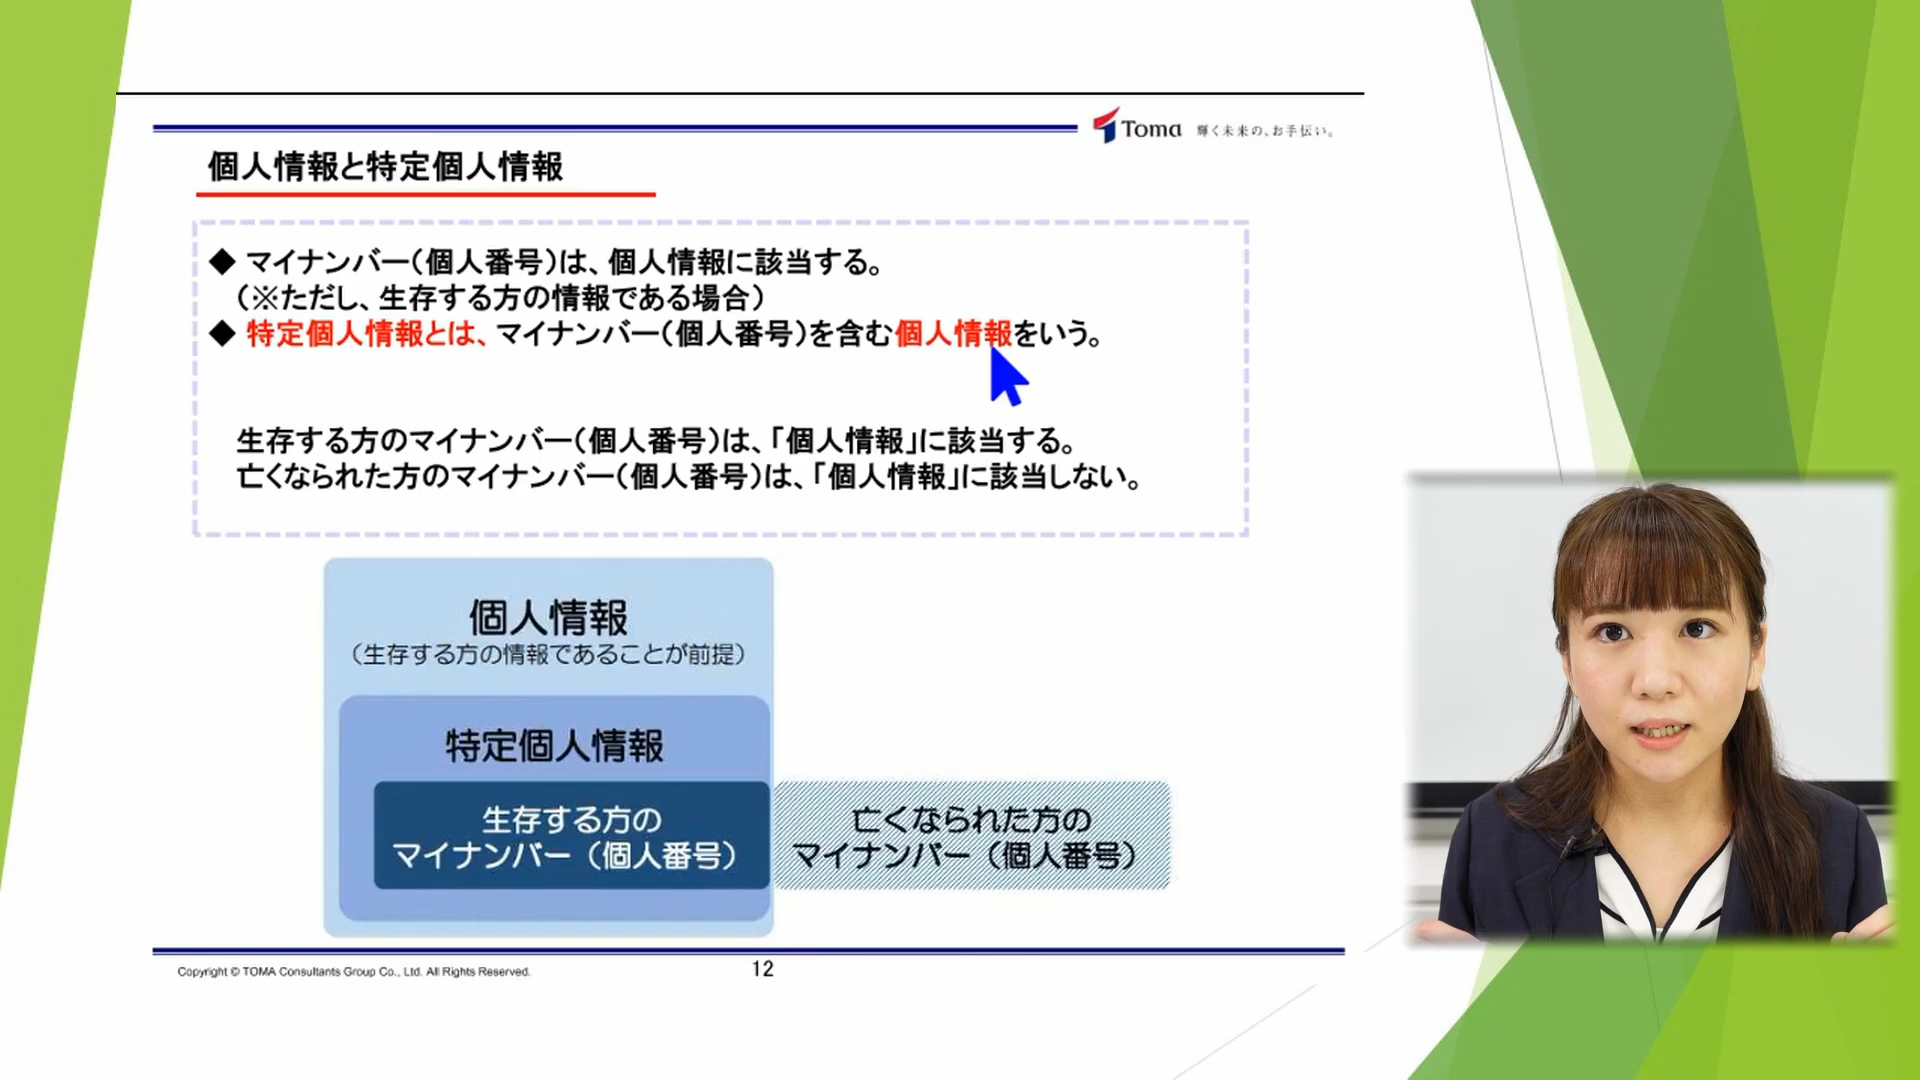 Toma 輝く未来の、お手伝い。
個人情報と特定個人情報
◆ マイナンバー（個人番号）は、個人情報に該当する。
（※ただし、生存する方の情報である場合）
◆ 特定個人情報とは、マイナンバー（個人番号）を含む個人情報をいう。
生存する方のマイナンバー（個人番号）は、「個人情報」に該当する。
亡くなられた方のマイナンバー（個人番号）は、「個人情報」に該当しない。
個人情報
（生存する方の情報であることが前提）
特定個人情報
生存する方の
マイナンバー（個人番号）
亡くなられた方の
マイナンバー（個人番号）
Copyright © TOMA Consultants Group Co., Ltd. All Rights Reserved.
12